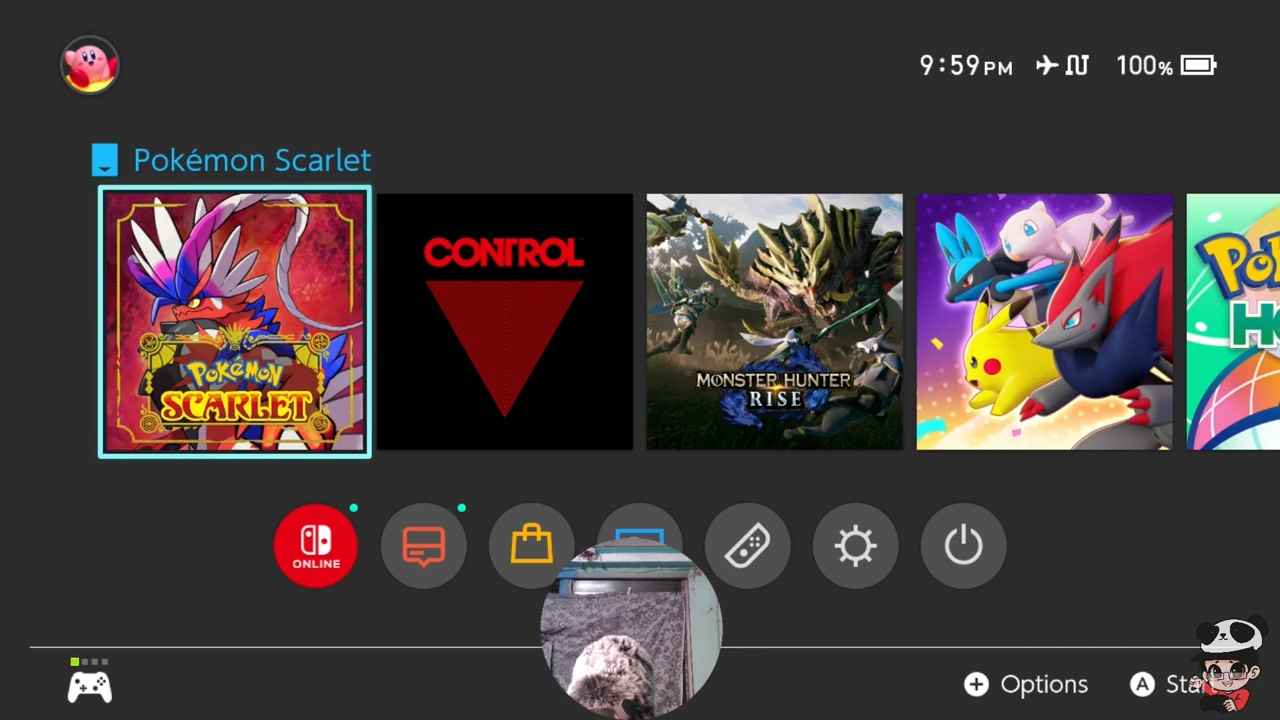 9:59PM 100%
Pokémon Scarlet
POKéMON
SCARLET
CONTROL
MONSTER HUNTER
RISE
ONLINE
Options